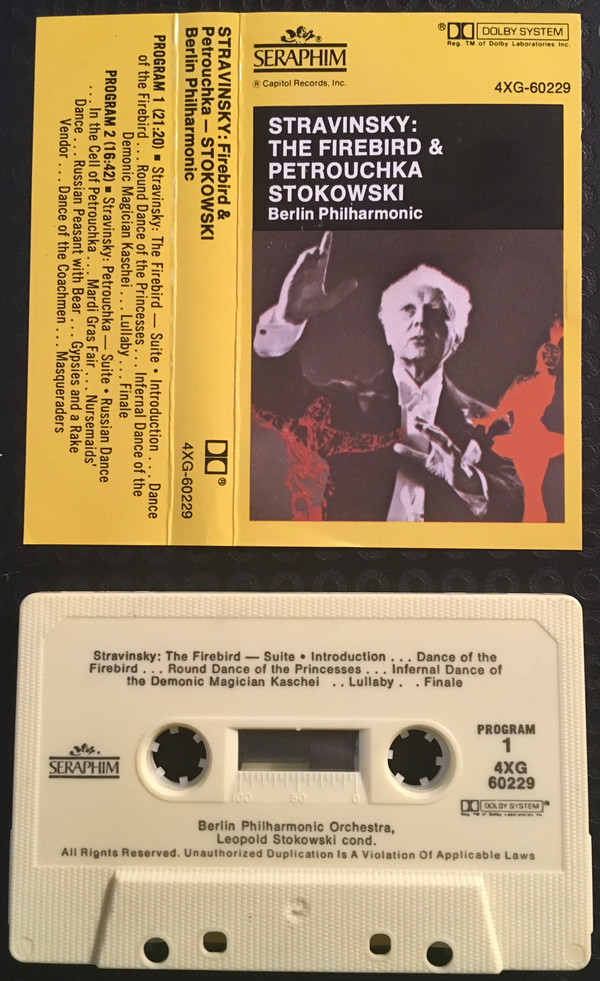 SERAPHIM
® Capitol Records, Inc.
® DOLBY SYSTEM
Reg. TM of Dolby Laboratories Inc.
4XG-60229
STRAVINSKY:
THE FIREBIRD &
PETROUCHKA
STOKOWSKI
Berlin Philharmonic
STRAVINSKY: Firebird &
Petrouchka — STOKOWSKI
Berlin Philharmonic
®
4XG-60229
PROGRAM 1 (21:20) ■ Stravinsky: The Firebird — Suite • Introduction . . . Dance
of the Firebird . . . Round Dance of the Princesses . . . Infernal Dance of the
Demonic Magician Kaschei . . . Lullaby . . . Finale
PROGRAM 2 (16:42) ■ Stravinsky: Petrouchka — Suite • Russian Dance
. . . In the Cell of Petrouchka . . . Mardi Gras Fair . . . Nursemaids'
Dance . . . Russian Peasant with Bear . . . Gypsies and a Rake
Vendor . . . Dance of the Coachmen . . . Masqueraders
Stravinsky: The Firebird — Suite • Introduction . . . Dance of the
Firebird . . . Round Dance of the Princesses . . . Infernal Dance of
the Demonic Magician Kaschei . . Lullaby . . Finale
SERAPHIM
PROGRAM
1
4XG
60229
DOLBY SYSTEM ®
100 50 0
Berlin Philharmonic Orchestra,
Leopold Stokowski cond.
All Rights Reserved. Unauthorized Duplication Is A Violation Of Applicable Laws